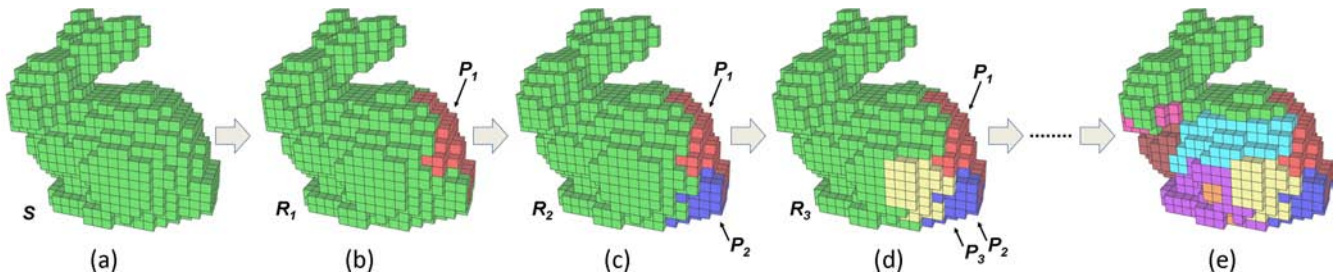 P1
P1
P1
S
R1
R2
R3
........
P2
P3 P2
(a)
(b)
(c)
(d)
(e)